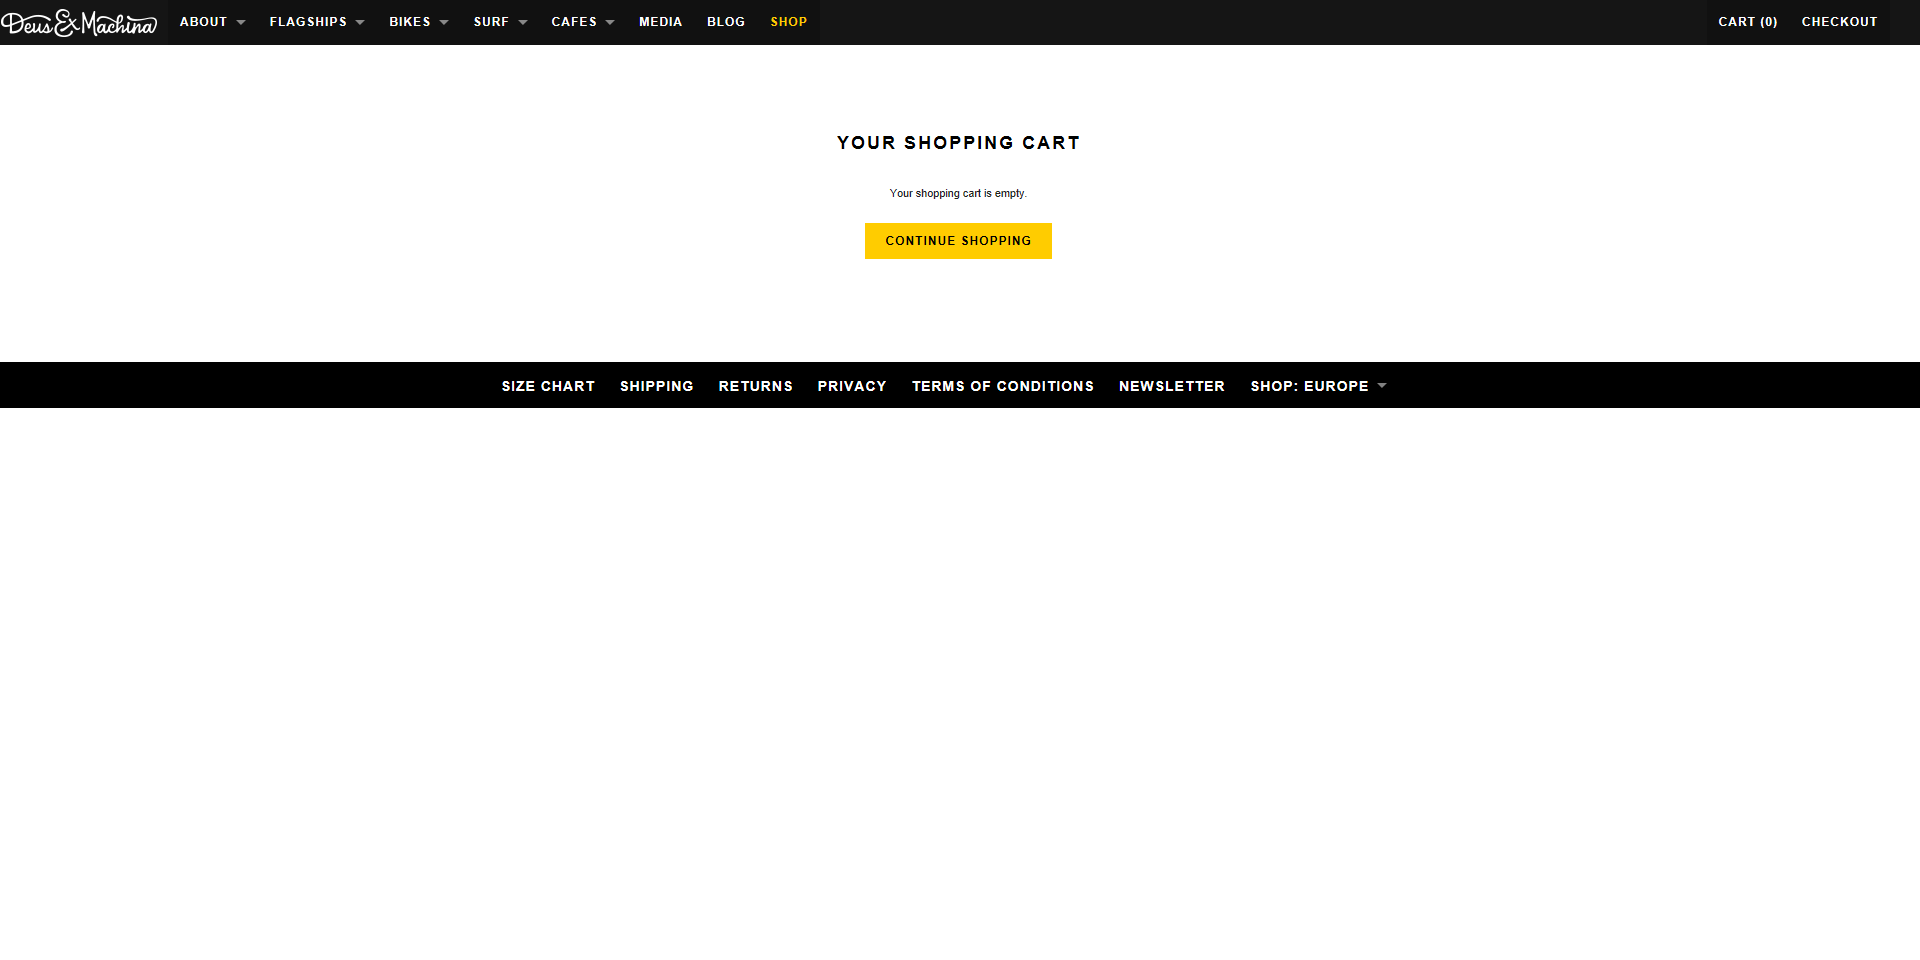 Deus Ex Machina ABOUT FLAGSHIPS BIKES SURF CAFES MEDIA BLOG SHOP CART (0) CHECKOUT
YOUR SHOPPING CART
Your shopping cart is empty.
CONTINUE SHOPPING
SIZE CHART SHIPPING RETURNS PRIVACY TERMS OF CONDITIONS NEWSLETTER SHOP: EUROPE